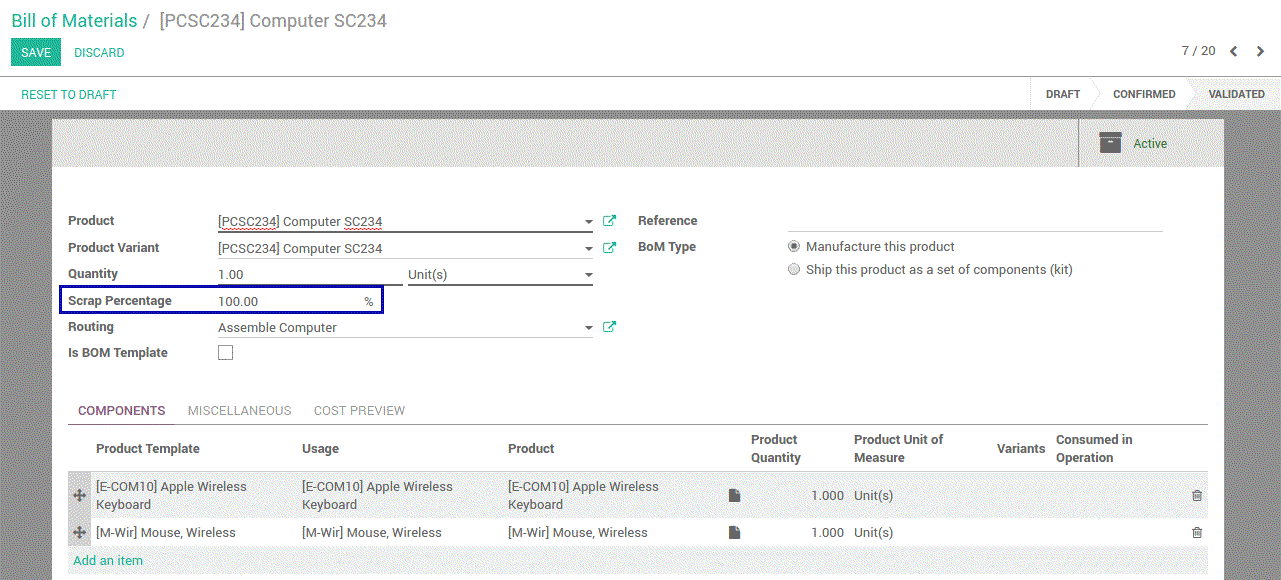 Bill of Materials / [PCSC234] Computer SC234
SAVE DISCARD
7 / 20
RESET TO DRAFT
DRAFT CONFIRMED VALIDATED
Active
Product [PCSC234] Computer SC234
Reference
Product Variant [PCSC234] Computer SC234
BoM Type Manufacture this product
Quantity 1.00 Unit(s)
Ship this product as a set of components (kit)
Scrap Percentage 100.00 %
Routing Assemble Computer
Is BOM Template
COMPONENTS MISCELLANEOUS COST PREVIEW
Product Template Usage Product Product Quantity Product Unit of Measure Variants Consumed in Operation
[E-COM10] Apple Wireless Keyboard [E-COM10] Apple Wireless Keyboard [E-COM10] Apple Wireless Keyboard 1.000 Unit(s)
[M-Wir] Mouse, Wireless [M-Wir] Mouse, Wireless [M-Wir] Mouse, Wireless 1.000 Unit(s)
Add an item